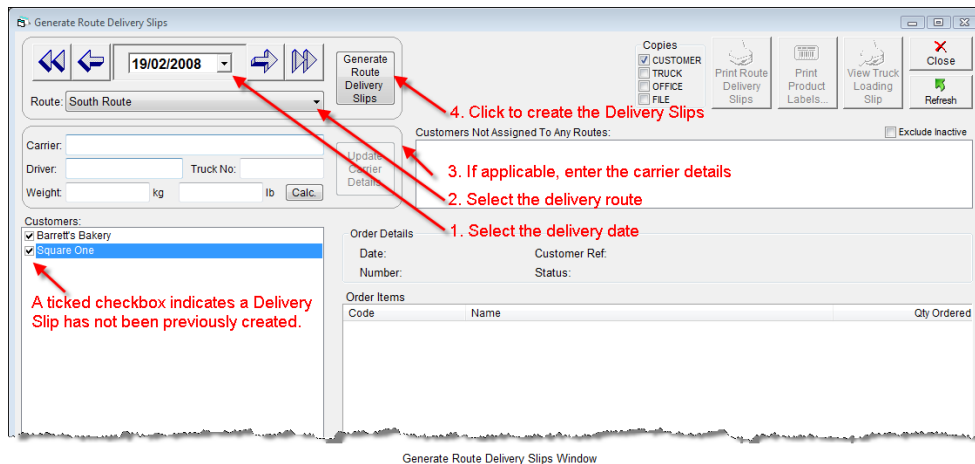 Generate Route Delivery Slips
19/02/2008
Generate
Route
Delivery
Slips
Route: South Route
Copies
CUSTOMER
TRUCK
OFFICE
FILE
Print Route
Delivery
Slips
Print
Product
Labels...
View Truck
Loading
Slip
Close
Refresh
4. Click to create the Delivery Slips
Customers Not Assigned To Any Routes:
Exclude Inactive
Carrier:
Driver:
Truck No:
Weight:
kg
lb
Calc.
Update
Carrier
Details
3. If applicable, enter the carrier details
2. Select the delivery route
1. Select the delivery date
Customers:
Barrett's Bakery
Square One
A ticked checkbox indicates a Delivery
Slip has not been previously created.
Order Details
Date:
Customer Ref:
Number:
Status:
Order Items
Code
Name
Qty Ordered
Generate Route Delivery Slips Window